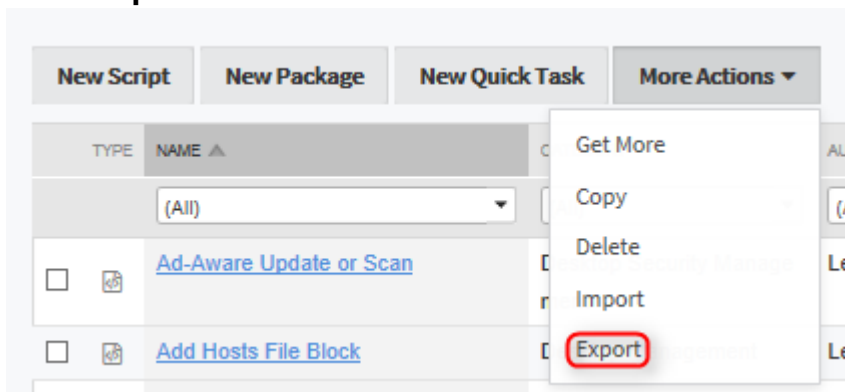 New Script New Package New Quick Task More Actions
TYPE NAME
(All)
Get More
Copy
Delete
Import
Export
Ad-Aware Update or Scan
Add Hosts File Block